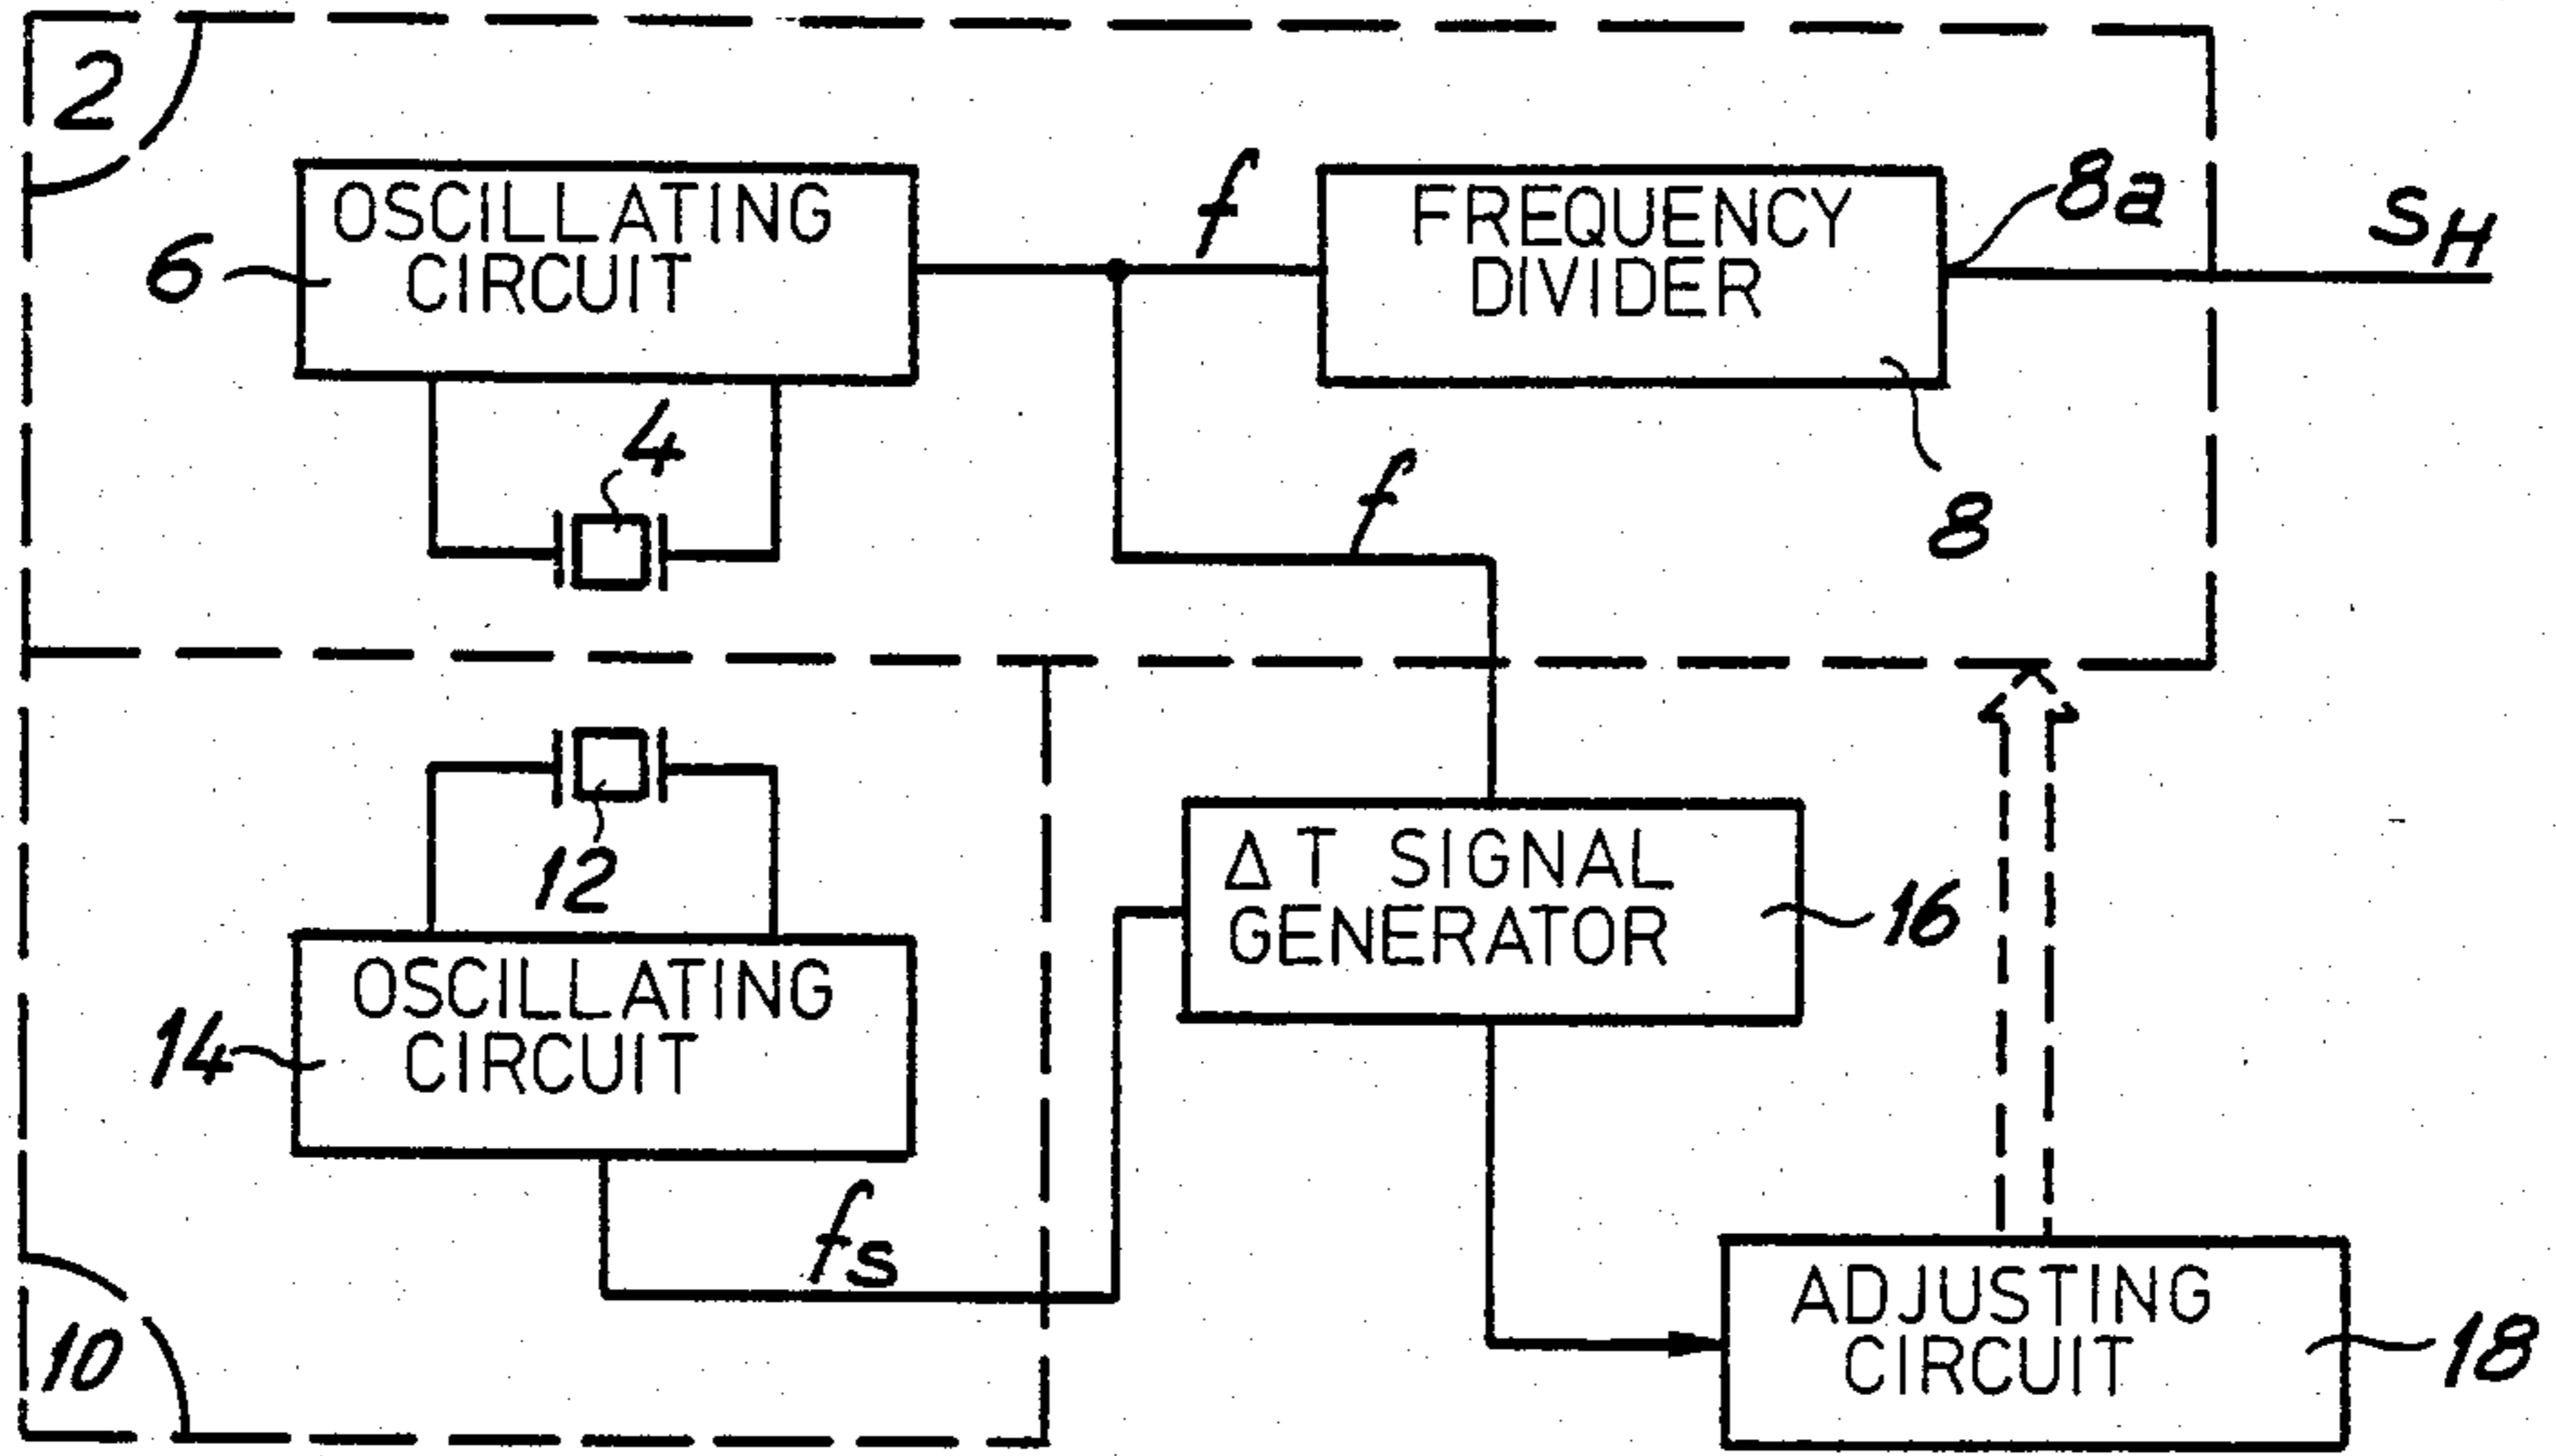 2
OSCILLATING
CIRCUIT
6
f
FREQUENCY
DIVIDER
8a
SH
4
f
8
12
ΔT SIGNAL
GENERATOR
16
OSCILLATING
CIRCUIT
14
fs
ADJUSTING
CIRCUIT
18
10